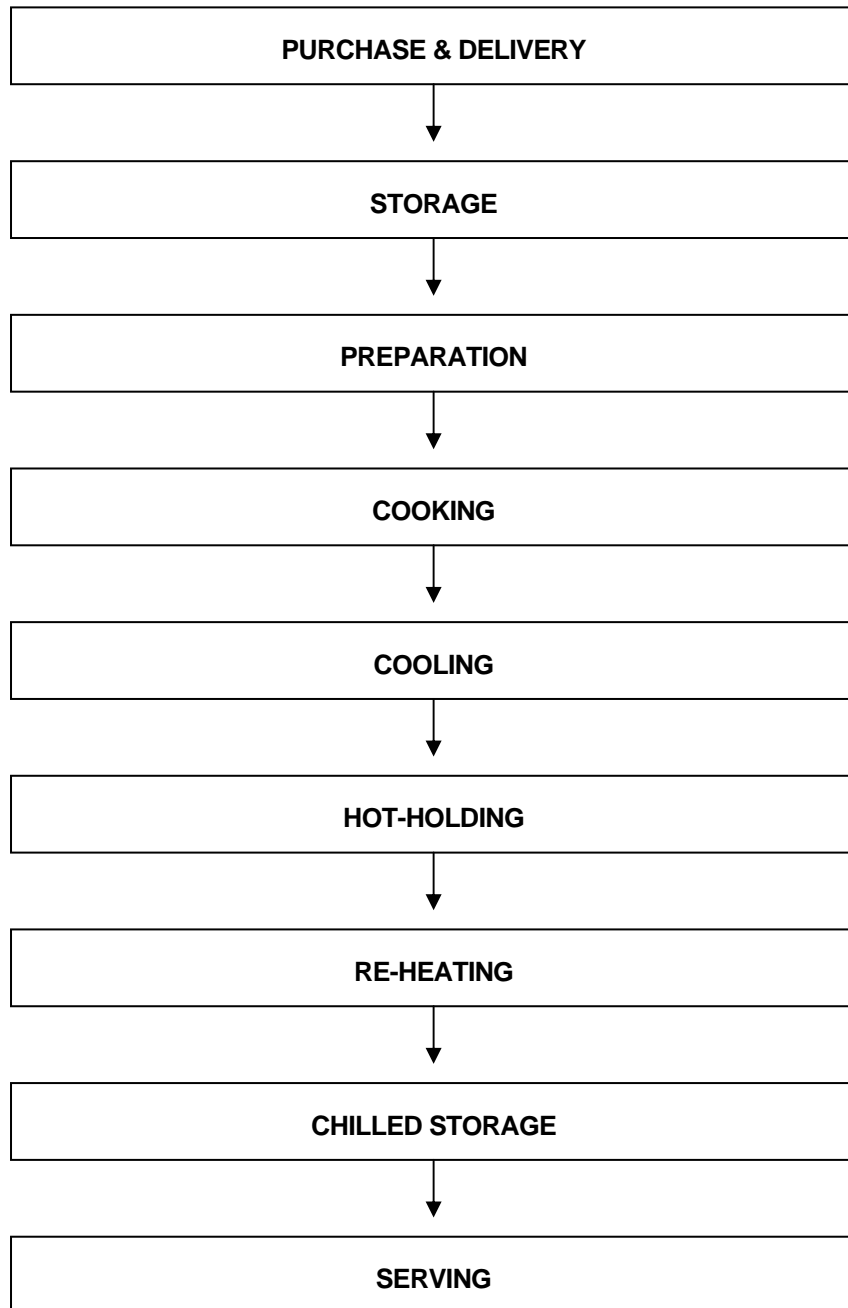 PURCHASE & DELIVERY
STORAGE
PREPARATION
COOKING
COOLING
HOT-HOLDING
RE-HEATING
CHILLED STORAGE
SERVING